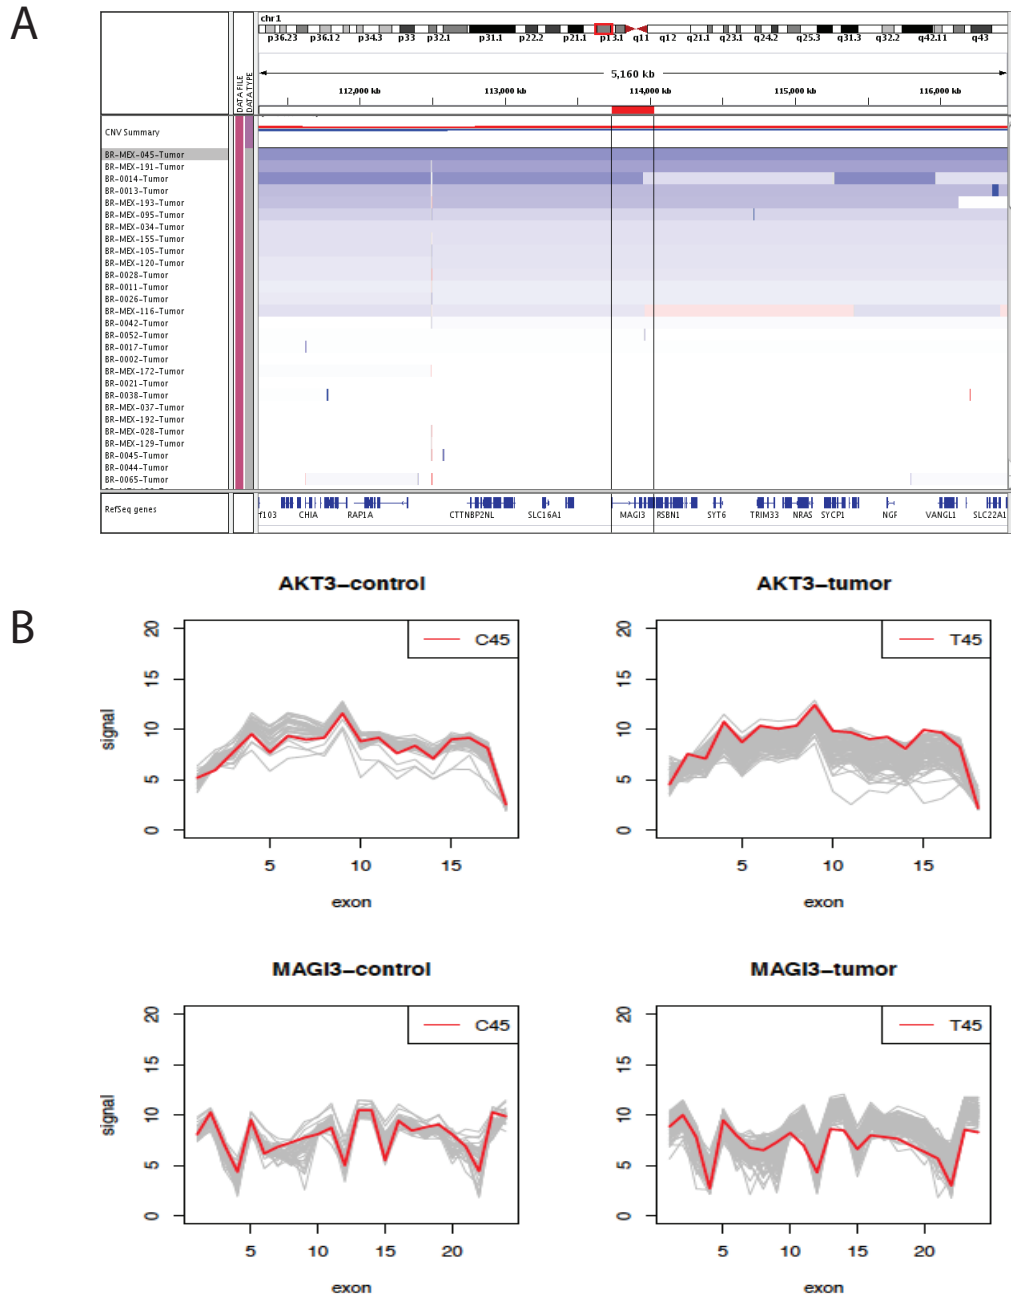 A
chr1
p36.23 p36.12 p34.3 p33 p32.1 p31.1 p22.2 p21.1 p13.1 q11 q12 q21.1 q23.1 q24.2 q25.3 q31.3 q32.2 q42.11 q43
5,160 kb
112,000 kb 113,000 kb 114,000 kb 115,000 kb 116,000 kb
DATA FILE
DATA TYPE
CNV Summary
BR-MEX-045-Tumor
BR-MEX-191-Tumor
BR-0014-Tumor
BR-0013-Tumor
BR-MEX-193-Tumor
BR-MEX-095-Tumor
BR-MEX-034-Tumor
BR-MEX-155-Tumor
BR-MEX-105-Tumor
BR-MEX-120-Tumor
BR-0028-Tumor
BR-0011-Tumor
BR-0026-Tumor
BR-MEX-116-Tumor
BR-0042-Tumor
BR-0052-Tumor
BR-0017-Tumor
BR-0002-Tumor
BR-MEX-172-Tumor
BR-0021-Tumor
BR-0038-Tumor
BR-MEX-037-Tumor
BR-MEX-192-Tumor
BR-MEX-028-Tumor
BR-MEX-129-Tumor
BR-0045-Tumor
BR-0044-Tumor
BR-0065-Tumor
RefSeq genes
f103 CHIA RAP1A CTTNBP2NL SLC16A1 MAGI3 RSBN1 SYT6 TRIM33 NRAS SYCP1 NGF VANGL1 SLC22A1
B
AKT3-control
C45
signal
20
15
10
5
0
5 10 15
exon
AKT3-tumor
T45
20
15
10
5
0
5 10 15
exon
MAGI3-control
C45
signal
20
15
10
5
0
5 10 15 20
exon
MAGI3-tumor
T45
20
15
10
5
0
5 10 15 20
exon